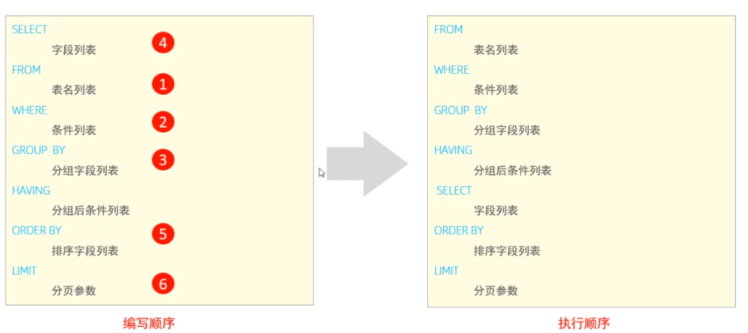 SELECT
字段列表
4
FROM
表名列表
1
WHERE
条件列表
2
GROUP BY
分组字段列表
3
HAVING
分组后条件列表
ORDER BY
排序字段列表
5
LIMIT
分页参数
6
编写顺序
FROM
表名列表
WHERE
条件列表
GROUP BY
分组字段列表
HAVING
分组后条件列表
SELECT
字段列表
ORDER BY
排序字段列表
LIMIT
分页参数
执行顺序